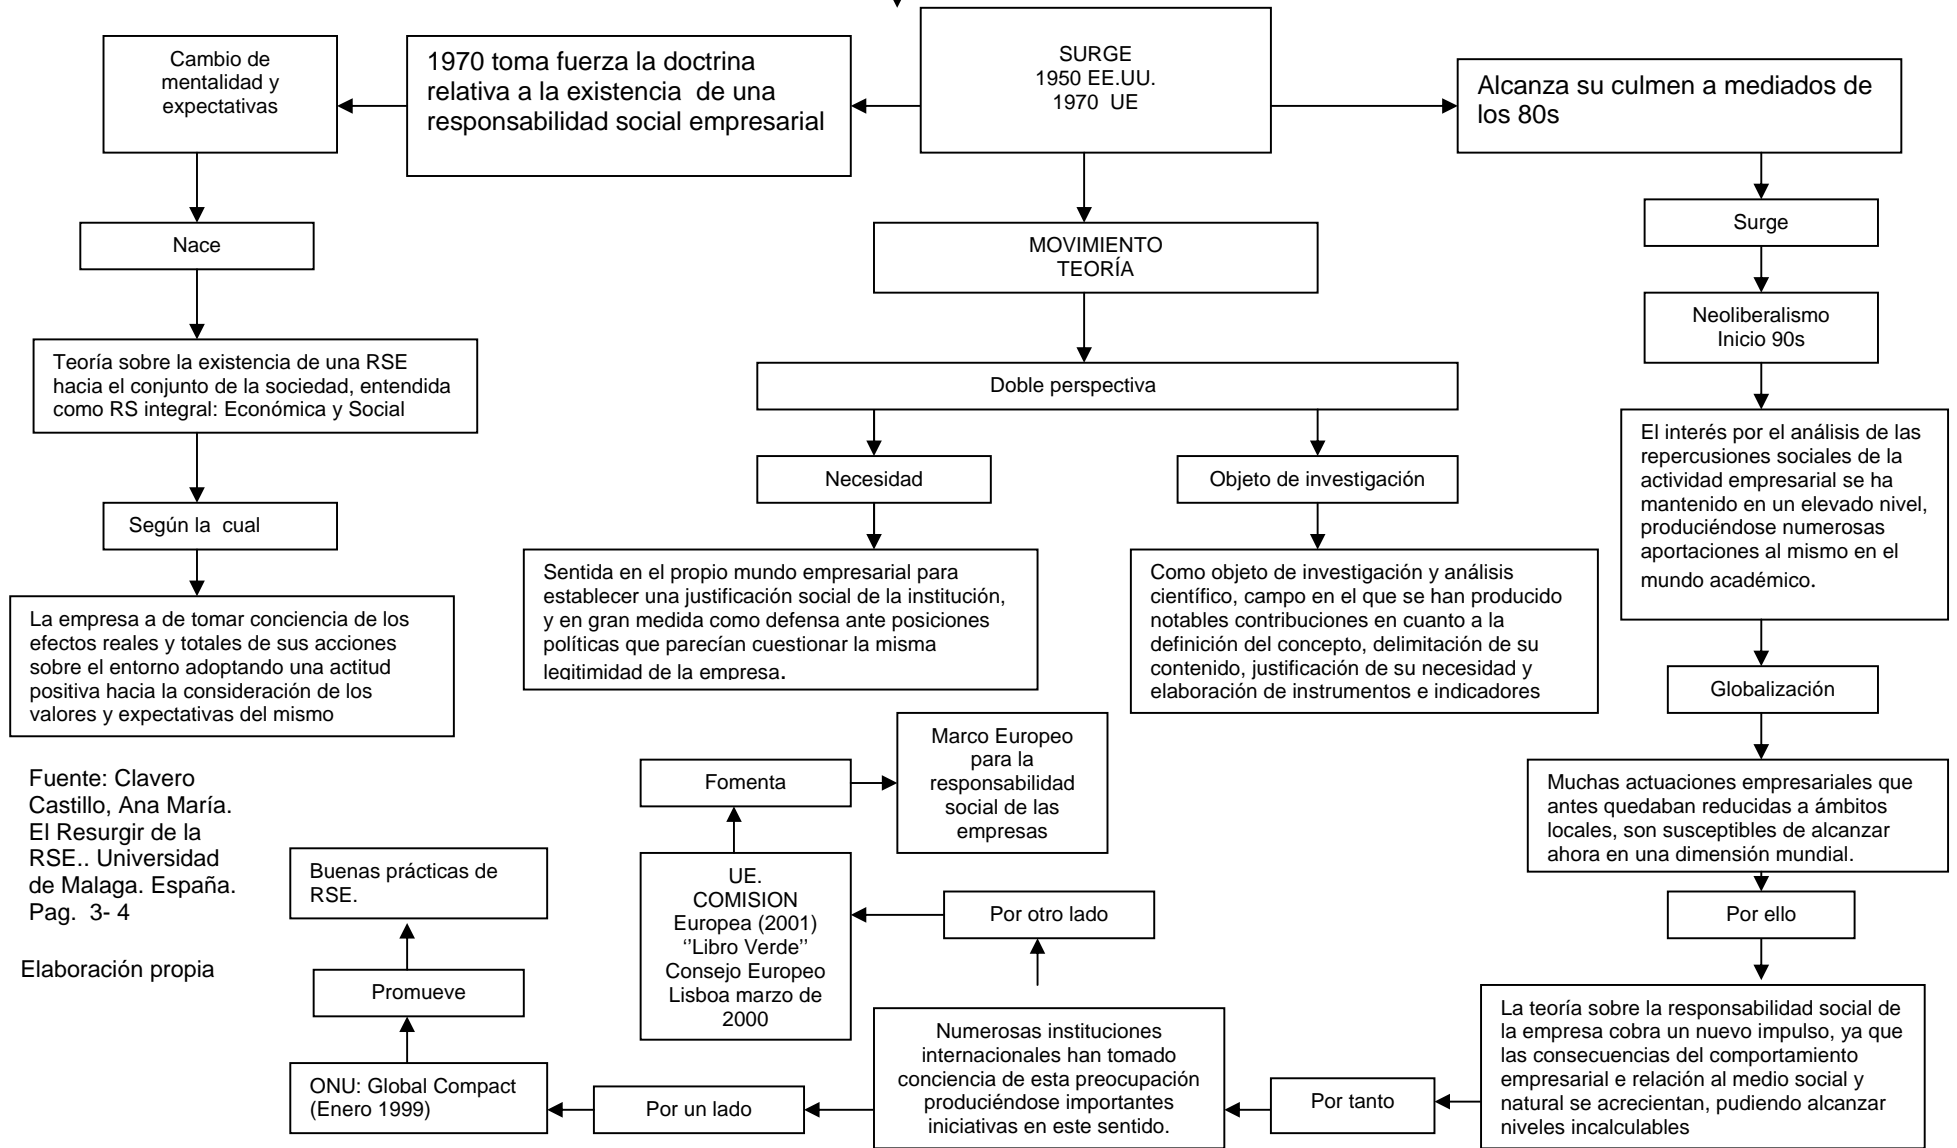 Cambio de
mentalidad y
expectativas
1970 toma fuerza la doctrina
relativa a la existencia de una
responsabilidad social empresarial
SURGE
1950 EE.UU.
1970 UE
Alcanza su culmen a mediados de
los 80s
Nace
MOVIMIENTO
TEORÍA
Surge
Neoliberalismo
Inicio 90s
Teoría sobre la existencia de una RSE
hacia el conjunto de la sociedad, entendida
como RS integral: Económica y Social
Doble perspectiva
El interés por el análisis de las
repercusiones sociales de la
actividad empresarial se ha
mantenido en un elevado nivel,
produciéndose numerosas
aportaciones al mismo en el
mundo académico.
Necesidad
Objeto de investigación
Según la cual
Sentida en el propio mundo empresarial para
establecer una justificación social de la institución,
y en gran medida como defensa ante posiciones
políticas que parecían cuestionar la misma
legitimidad de la empresa.
Como objeto de investigación y análisis
científico, campo en el que se han producido
notables contribuciones en cuanto a la
definición del concepto, delimitación de su
contenido, justificación de su necesidad y
elaboración de instrumentos e indicadores
La empresa a de tomar conciencia de los
efectos reales y totales de sus acciones
sobre el entorno adoptando una actitud
positiva hacia la consideración de los
valores y expectativas del mismo
Globalización
Marco Europeo
para la
responsabilidad
social de las
empresas
Fomenta
Muchas actuaciones empresariales que
antes quedaban reducidas a ámbitos
locales, son susceptibles de alcanzar
ahora en una dimensión mundial.
Fuente: Clavero
Castillo, Ana María.
El Resurgir de la
RSE.. Universidad
de Malaga. España.
Pag. 3- 4
Elaboración propia
Buenas prácticas de
RSE.
UE.
COMISION
Europea (2001)
‘’Libro Verde’’
Consejo Europeo
Lisboa marzo de
2000
Por otro lado
Por ello
Promueve
La teoría sobre la responsabilidad social de
la empresa cobra un nuevo impulso, ya que
las consecuencias del comportamiento
empresarial e relación al medio social y
natural se acrecientan, pudiendo alcanzar
niveles incalculables
Numerosas instituciones
internacionales han tomado
conciencia de esta preocupación
produciéndose importantes
iniciativas en este sentido.
ONU: Global Compact
(Enero 1999)
Por un lado
Por tanto